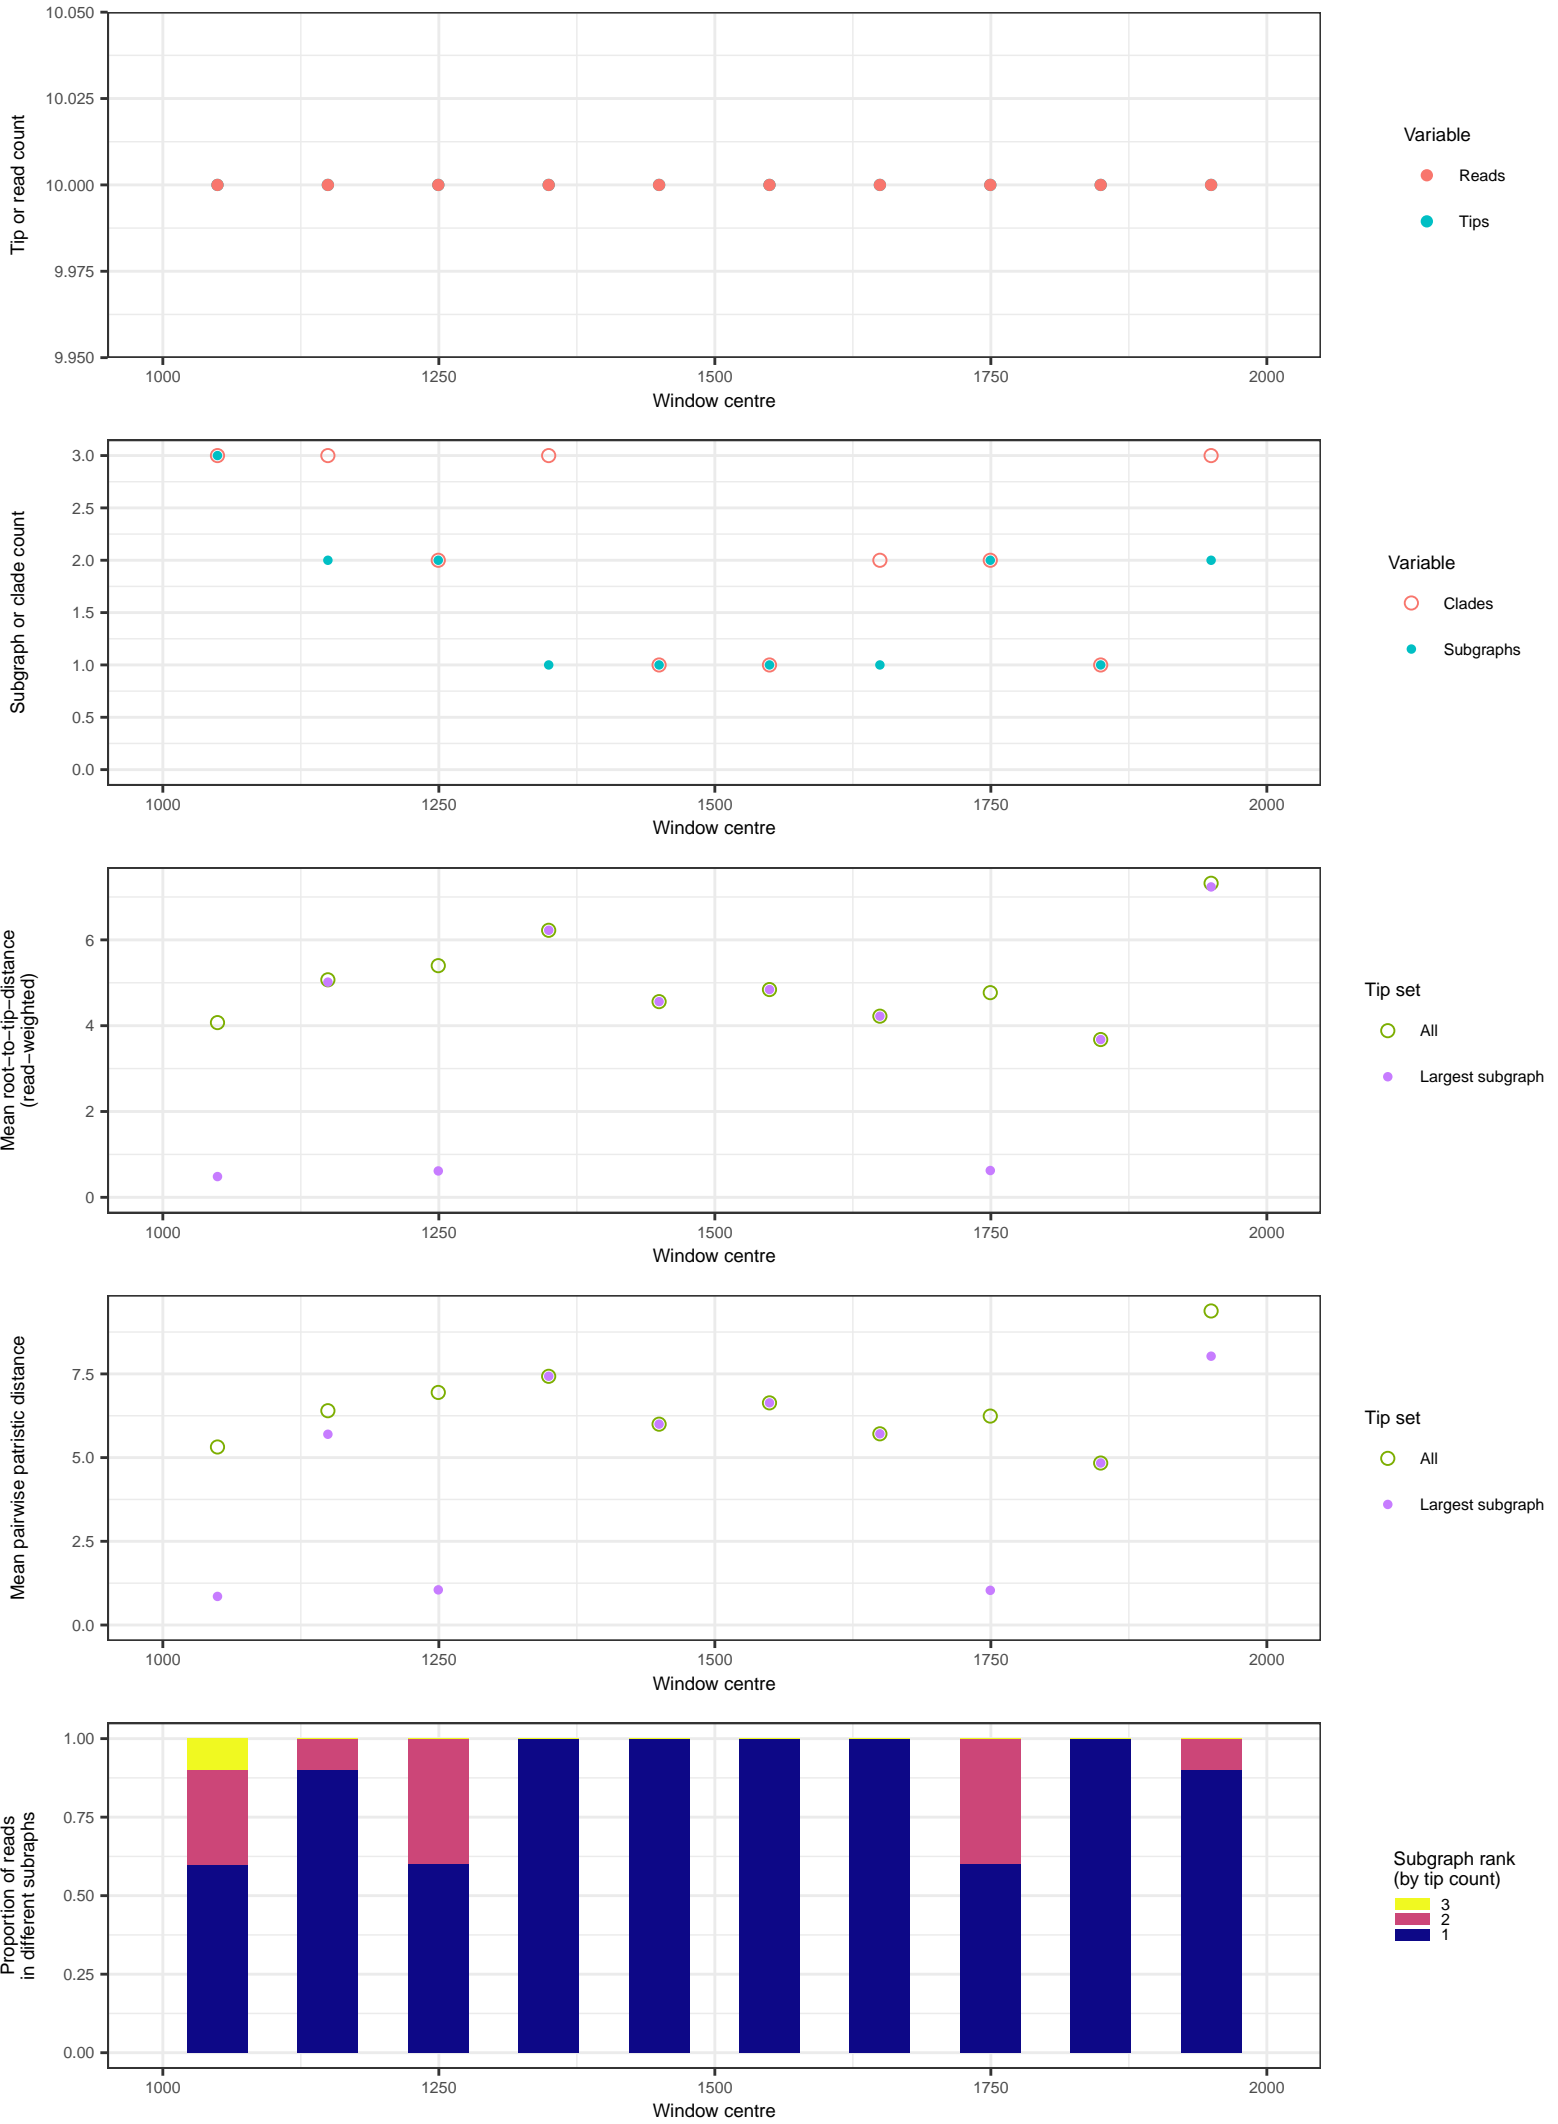 10.050
10.025
10.000
9.975
9.950
Tip or read count
1000 1250 1500 1750 2000
Window centre
Variable
Reads
Tips
3.0
2.5
2.0
1.5
1.0
0.5
0.0
Subgraph or clade count
1000 1250 1500 1750 2000
Window centre
Variable
Clades
Subgraphs
6
4
2
0
Mean root−to−tip−distance
(read−weighted)
1000 1250 1500 1750 2000
Window centre
Tip set
All
Largest subgraph
7.5
5.0
2.5
0.0
Mean pairwise patristic distance
1000 1250 1500 1750 2000
Window centre
Tip set
All
Largest subgraph
1.00
0.75
0.50
0.25
0.00
Proportion of reads
in different subraphs
1000 1250 1500 1750 2000
Window centre
Subgraph rank
(by tip count)
3
2
1